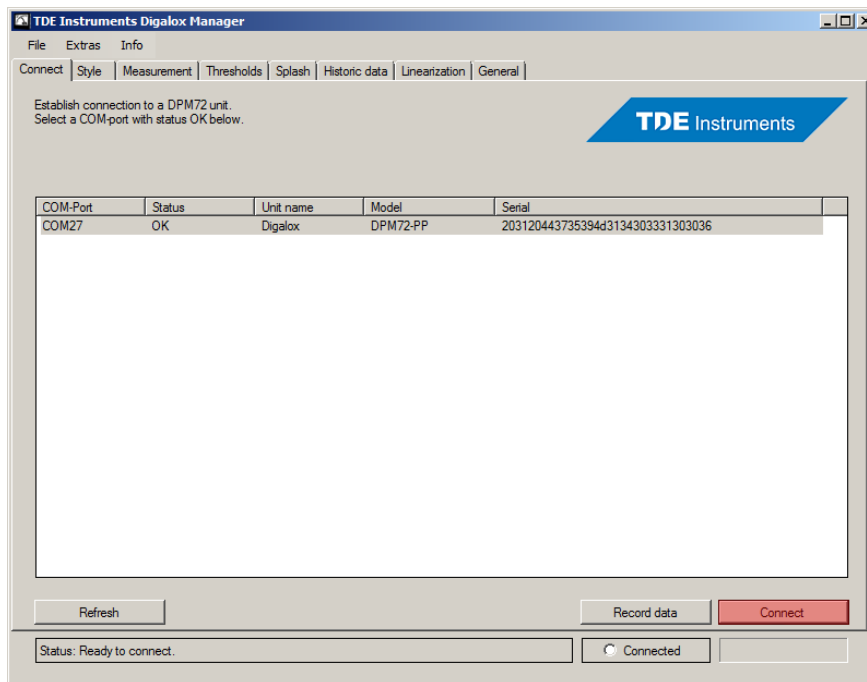 TDE Instruments Digalox Manager
File Extras Info
Connect Style Measurement Thresholds Splash Historic data Linearization General
Establish connection to a DPM72 unit.
Select a COM-port with status OK below.
TDE Instruments
COM-Port Status Unit name Model Serial
COM27 OK Digalox DPM72-PP 203120443735394d3134303331303036
Refresh Record data Connect
Status: Ready to connect. Connected